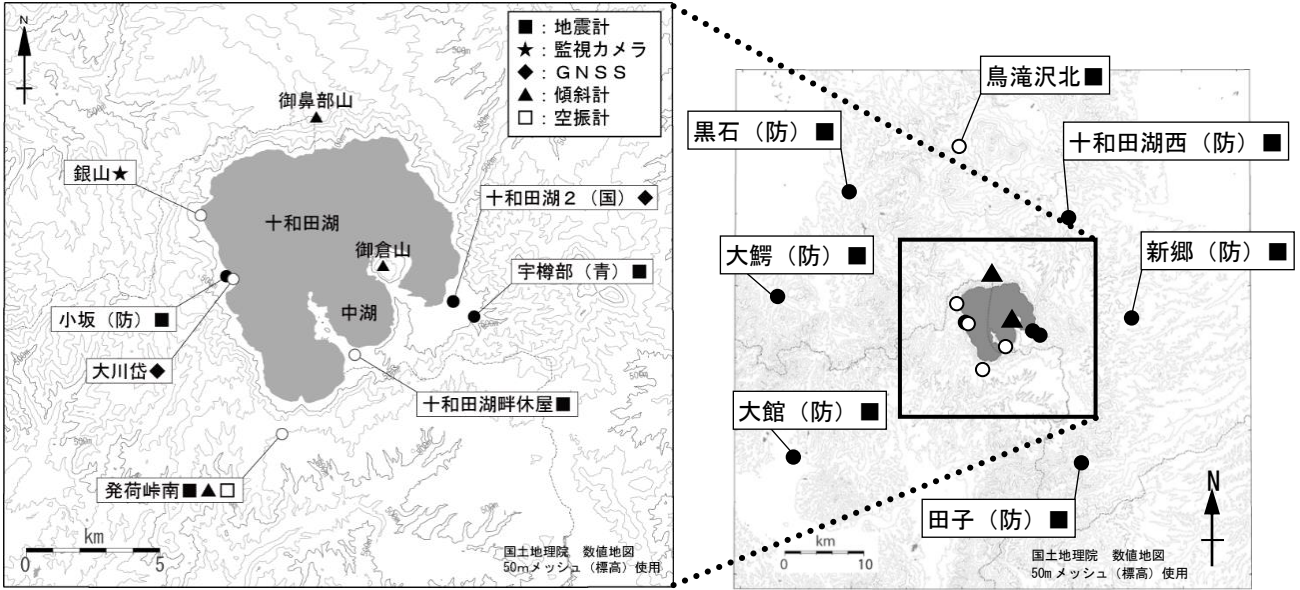 N
■：地震計
★：監視カメラ
◆：ＧＮＳＳ
▲：傾斜計
□：空振計
御鼻部山
銀山★
十和田湖
十和田湖２（国）◆
御倉山
宇樽部（青）■
中湖
小坂（防）■
大川岱◆
十和田湖畔休屋■
発荷峠南■▲□
km
0 5
国土地理院 数値地図
50mメッシュ（標高）使用
鳥滝沢北■
黒石（防）■
十和田湖西（防）■
大鰐（防）■
新郷（防）■
大館（防）■
田子（防）■
N
km
0 10
国土地理院 数値地図
50mメッシュ（標高）使用
500m
500m
500m